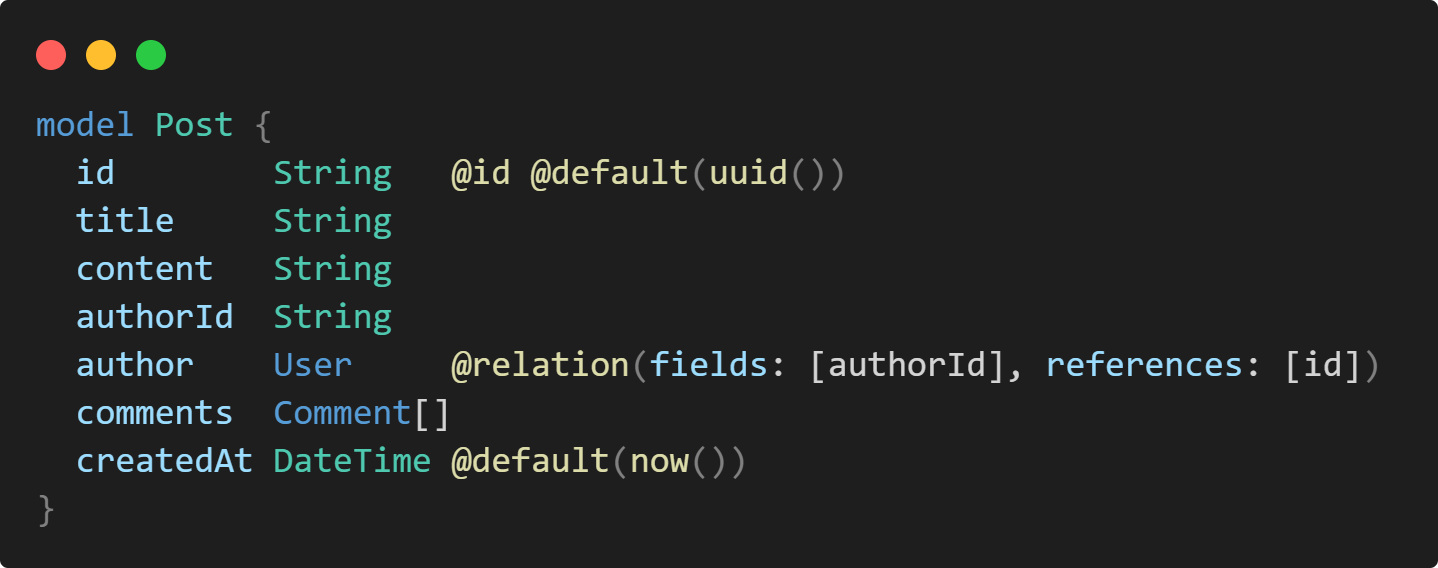 model Post {
  id        String   @id @default(uuid())
  title     String
  content   String
  authorId  String
  author    User     @relation(fields: [authorId], references: [id])
  comments  Comment[]
  createdAt DateTime @default(now())
}